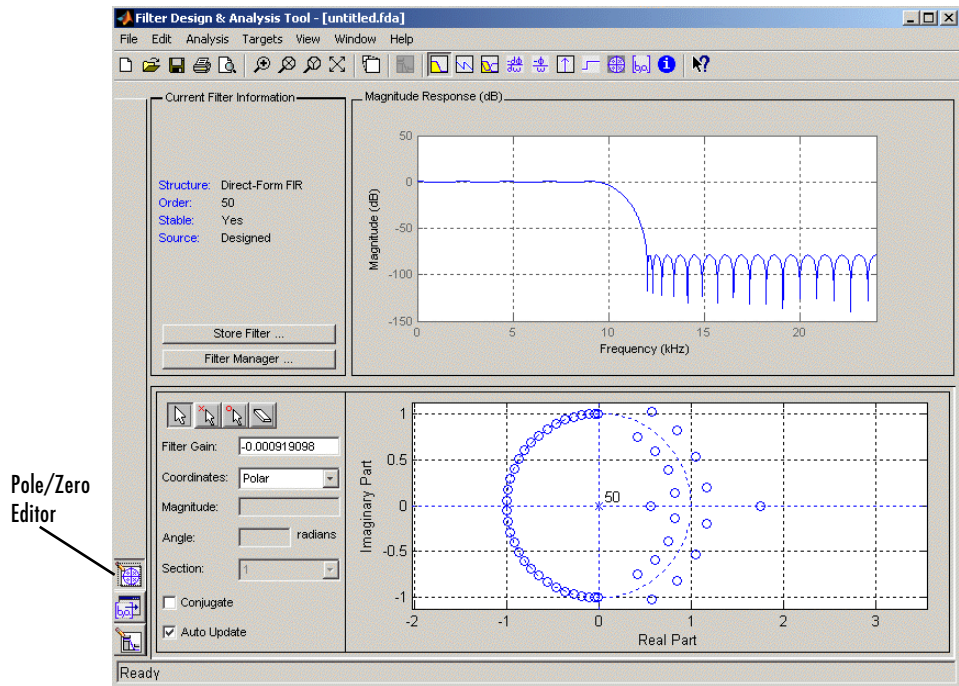 Filter Design & Analysis Tool - [untitled.fda]
File Edit Analysis Targets View Window Help
Current Filter Information
Structure: Direct-Form FIR
Order: 50
Stable: Yes
Source: Designed
Store Filter ...
Filter Manager ...
Magnitude Response (dB)
50
0
-50
-100
-150
Magnitude (dB)
0 5 10 15 20
Frequency (kHz)
Pole/Zero
Editor
Filter Gain: -0.000919098
Coordinates: Polar
Magnitude:
Angle: radians
Section: 1
Conjugate
Auto Update
1
0.5
0
-0.5
-1
Imaginary Part
50
-2 -1 0 1 2 3
Real Part
Ready